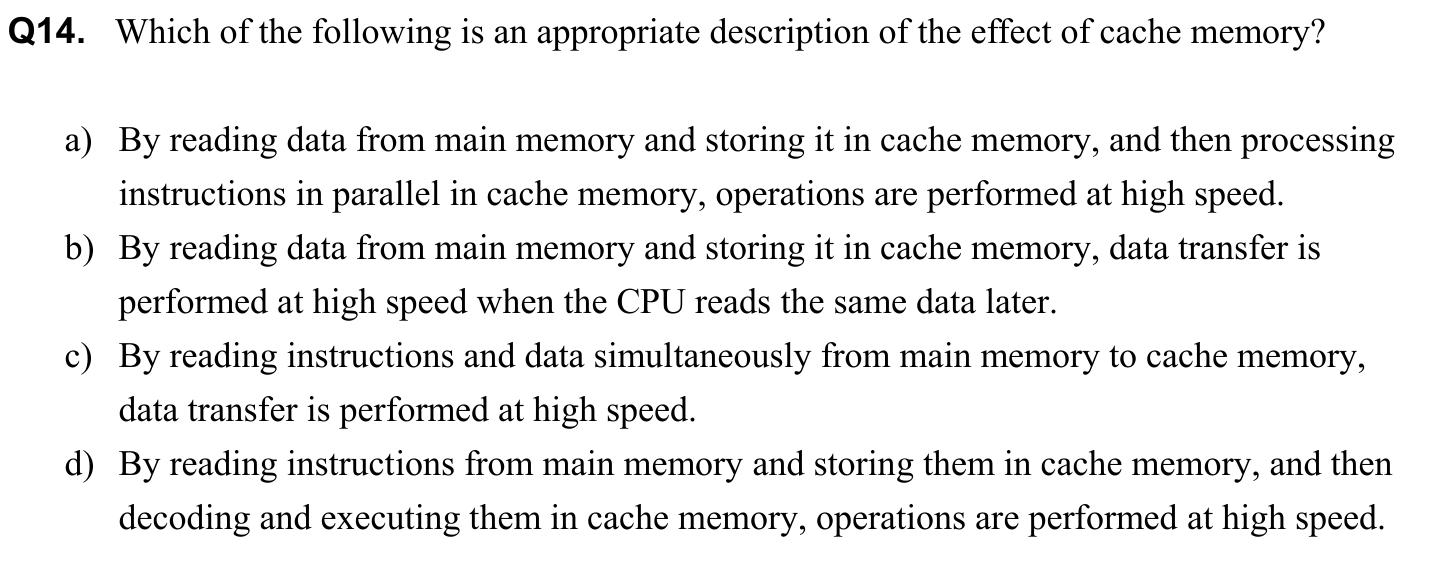 Q14. Which of the following is an appropriate description of the effect of cache memory?
a) By reading data from main memory and storing it in cache memory, and then processing
instructions in parallel in cache memory, operations are performed at high speed.
b) By reading data from main memory and storing it in cache memory, data transfer is
performed at high speed when the CPU reads the same data later.
c) By reading instructions and data simultaneously from main memory to cache memory,
data transfer is performed at high speed.
d) By reading instructions from main memory and storing them in cache memory, and then
decoding and executing them in cache memory, operations are performed at high speed.